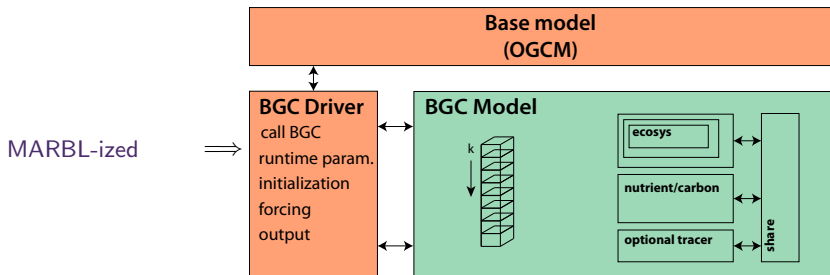 Base model
(OGCM)
MARBL-ized
⟹
BGC Driver
call BGC
runtime param.
initialization
forcing
output
BGC Model
k
ecosys
nutrient/carbon
optional tracer
share